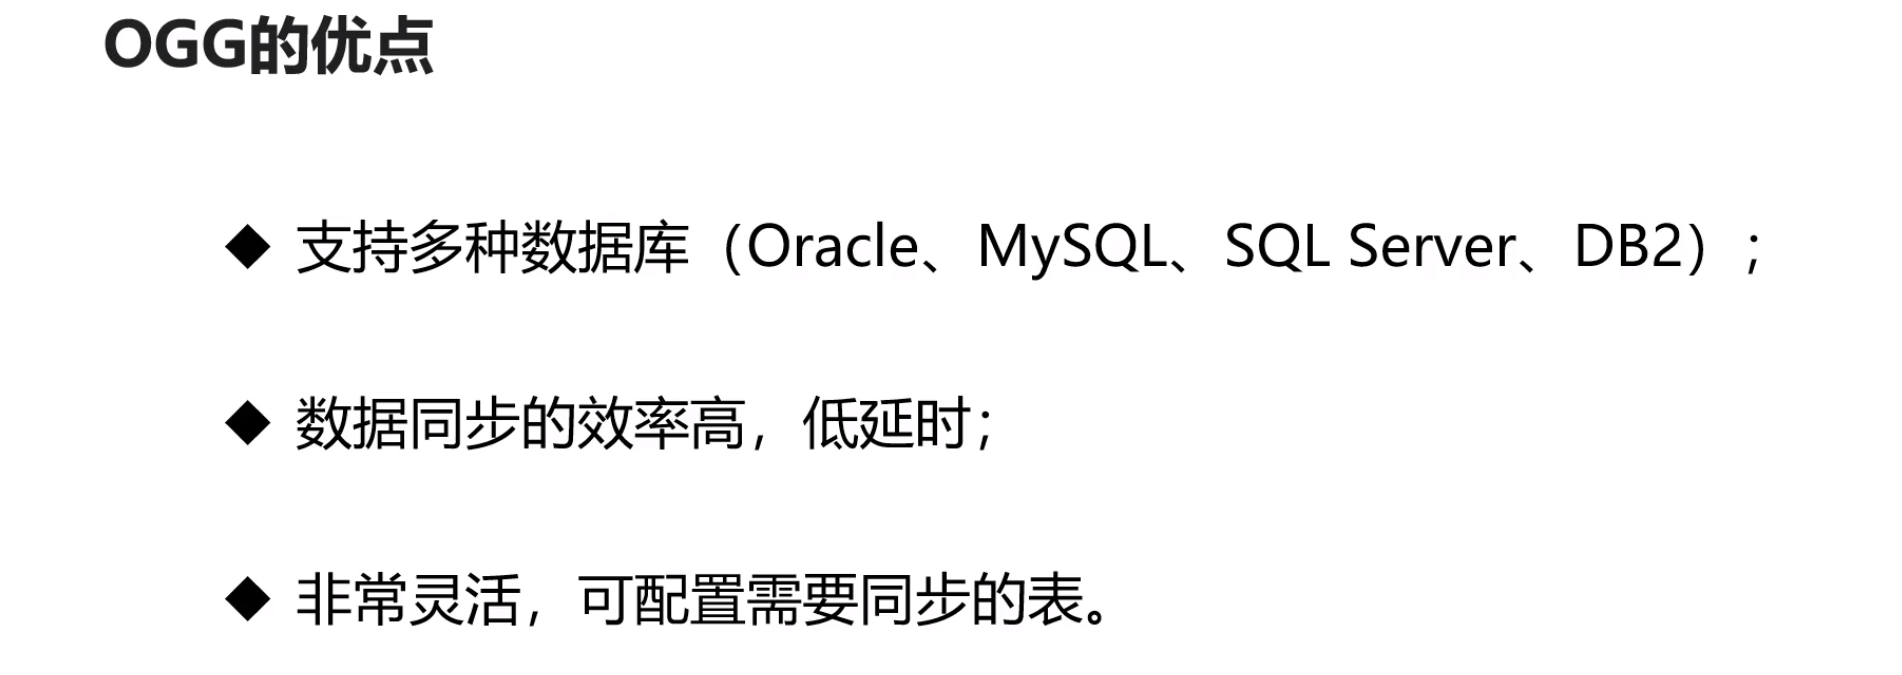 OGG的优点
◆ 支持多种数据库（Oracle、MySQL、SQL Server、DB2）;
◆ 数据同步的效率高，低延时;
◆ 非常灵活，可配置需要同步的表。